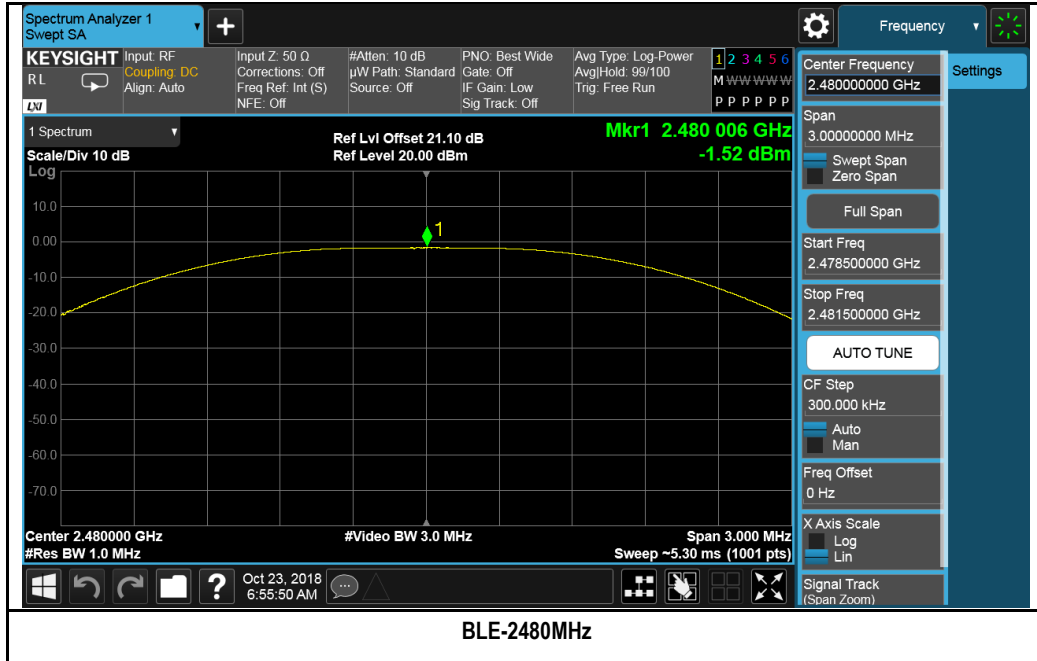 Spectrum Analyzer 1
Swept SA
+
Frequency
KEYSIGHT
RL
LXI
Input: RF
Coupling: DC
Align: Auto
Input Z: 50 Ω
Corrections: Off
Freq Ref: Int (S)
NFE: Off
#Atten: 10 dB
µW Path: Standard
Source: Off
PNO: Best Wide
Gate: Off
IF Gain: Low
Sig Track: Off
Avg Type: Log-Power
Avg|Hold: 99/100
Trig: Free Run
1 2 3 4 5 6
M W W W W W
P P P P P P
1 Spectrum
Scale/Div 10 dB
Log
Ref Lvl Offset 21.10 dB
Ref Level 20.00 dBm
Mkr1 2.480 006 GHz
-1.52 dBm
10.0
0.00
-10.0
-20.0
-30.0
-40.0
-50.0
-60.0
-70.0
1
Center 2.480000 GHz
#Res BW 1.0 MHz
#Video BW 3.0 MHz
Span 3.000 MHz
Sweep ~5.30 ms (1001 pts)
Center Frequency
2.480000000 GHz
Span
3.00000000 MHz
Swept Span
Zero Span
Full Span
Start Freq
2.478500000 GHz
Stop Freq
2.481500000 GHz
AUTO TUNE
CF Step
300.000 kHz
Auto
Man
Freq Offset
0 Hz
X Axis Scale
Log
Lin
Signal Track
(Span Zoom)
Settings
?
Oct 23, 2018
6:55:50 AM
BLE-2480MHz